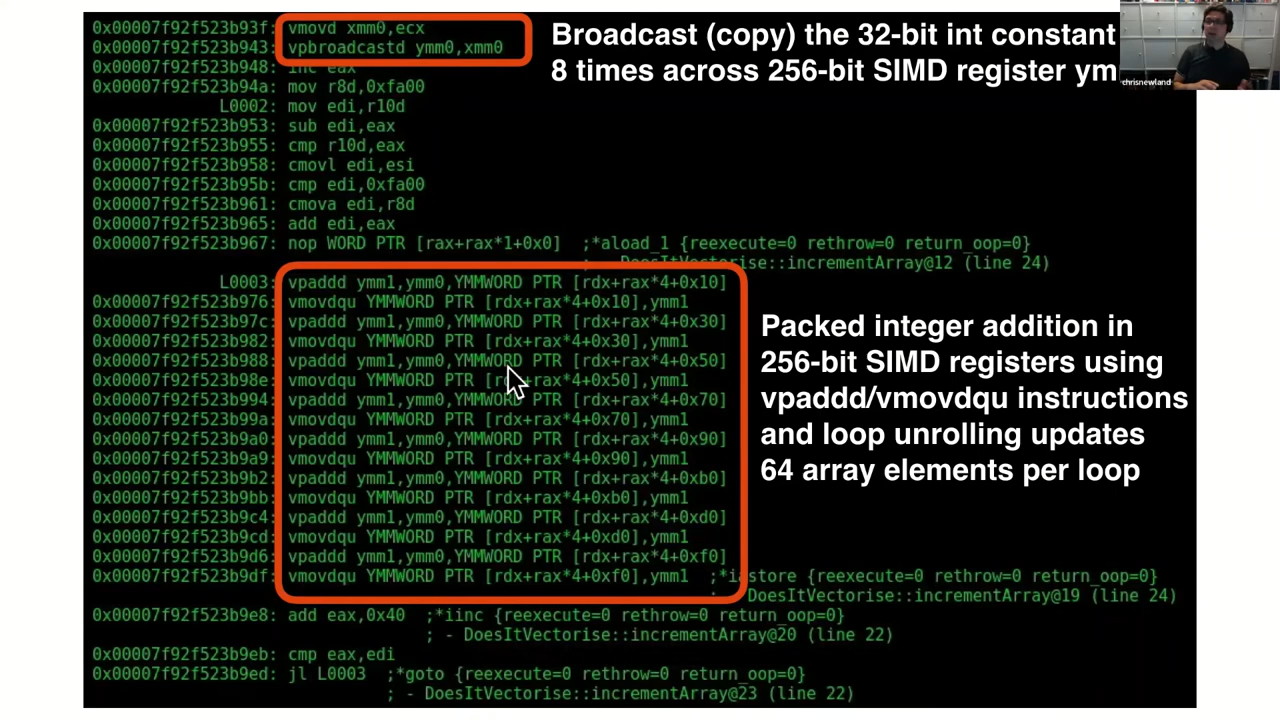 0x00007f92f523b93f: vmovd xmm0,ecx
0x00007f92f523b943: vpbroadcastd ymm0,xmm0
Broadcast (copy) the 32-bit int constant
8 times across 256-bit SIMD register
chrisnewland
0x00007f92f523b948: inc eax
0x00007f92f523b94a: mov r8d,0xfa00
L0002: mov edi,r10d
0x00007f92f523b953: sub edi,eax
0x00007f92f523b955: cmp r10d,eax
0x00007f92f523b958: cmovl edi,esi
0x00007f92f523b95b: cmp edi,0xfa00
0x00007f92f523b961: cmova edi,r8d
0x00007f92f523b965: add edi,eax
0x00007f92f523b967: nop WORD PTR [rax+rax*1+0x0] ;*aload_1 {reexecute=0 rethrow=0 return_oop=0}
; - DoesItVectorise::incrementArray@12 (line 24)
L0003: vpaddd ymm1,ymm0,YMMWORD PTR [rdx+rax*4+0x10]
0x00007f92f523b976: vmovdqu YMMWORD PTR [rdx+rax*4+0x10],ymm1
0x00007f92f523b97c: vpaddd ymm1,ymm0,YMMWORD PTR [rdx+rax*4+0x30]
0x00007f92f523b982: vmovdqu YMMWORD PTR [rdx+rax*4+0x30],ymm1
0x00007f92f523b988: vpaddd ymm1,ymm0,YMMWORD PTR [rdx+rax*4+0x50]
0x00007f92f523b98e: vmovdqu YMMWORD PTR [rdx+rax*4+0x50],ymm1
0x00007f92f523b994: vpaddd ymm1,ymm0,YMMWORD PTR [rdx+rax*4+0x70]
0x00007f92f523b99a: vmovdqu YMMWORD PTR [rdx+rax*4+0x70],ymm1
0x00007f92f523b9a0: vpaddd ymm1,ymm0,YMMWORD PTR [rdx+rax*4+0x90]
0x00007f92f523b9a9: vmovdqu YMMWORD PTR [rdx+rax*4+0x90],ymm1
0x00007f92f523b9b2: vpaddd ymm1,ymm0,YMMWORD PTR [rdx+rax*4+0xb0]
0x00007f92f523b9bb: vmovdqu YMMWORD PTR [rdx+rax*4+0xb0],ymm1
0x00007f92f523b9c4: vpaddd ymm1,ymm0,YMMWORD PTR [rdx+rax*4+0xd0]
0x00007f92f523b9cd: vmovdqu YMMWORD PTR [rdx+rax*4+0xd0],ymm1
0x00007f92f523b9d6: vpaddd ymm1,ymm0,YMMWORD PTR [rdx+rax*4+0xf0]
0x00007f92f523b9df: vmovdqu YMMWORD PTR [rdx+rax*4+0xf0],ymm1 ;*iastore {reexecute=0 rethrow=0 return_oop=0}
; - DoesItVectorise::incrementArray@19 (line 24)
Packed integer addition in
256-bit SIMD registers using
vpaddd/vmovdqu instructions
and loop unrolling updates
64 array elements per loop
0x00007f92f523b9e8: add eax,0x40 ;*iinc {reexecute=0 rethrow=0 return_oop=0}
; - DoesItVectorise::incrementArray@20 (line 22)
0x00007f92f523b9eb: cmp eax,edi
0x00007f92f523b9ed: jl L0003 ;*goto {reexecute=0 rethrow=0 return_oop=0}
; - DoesItVectorise::incrementArray@23 (line 22)